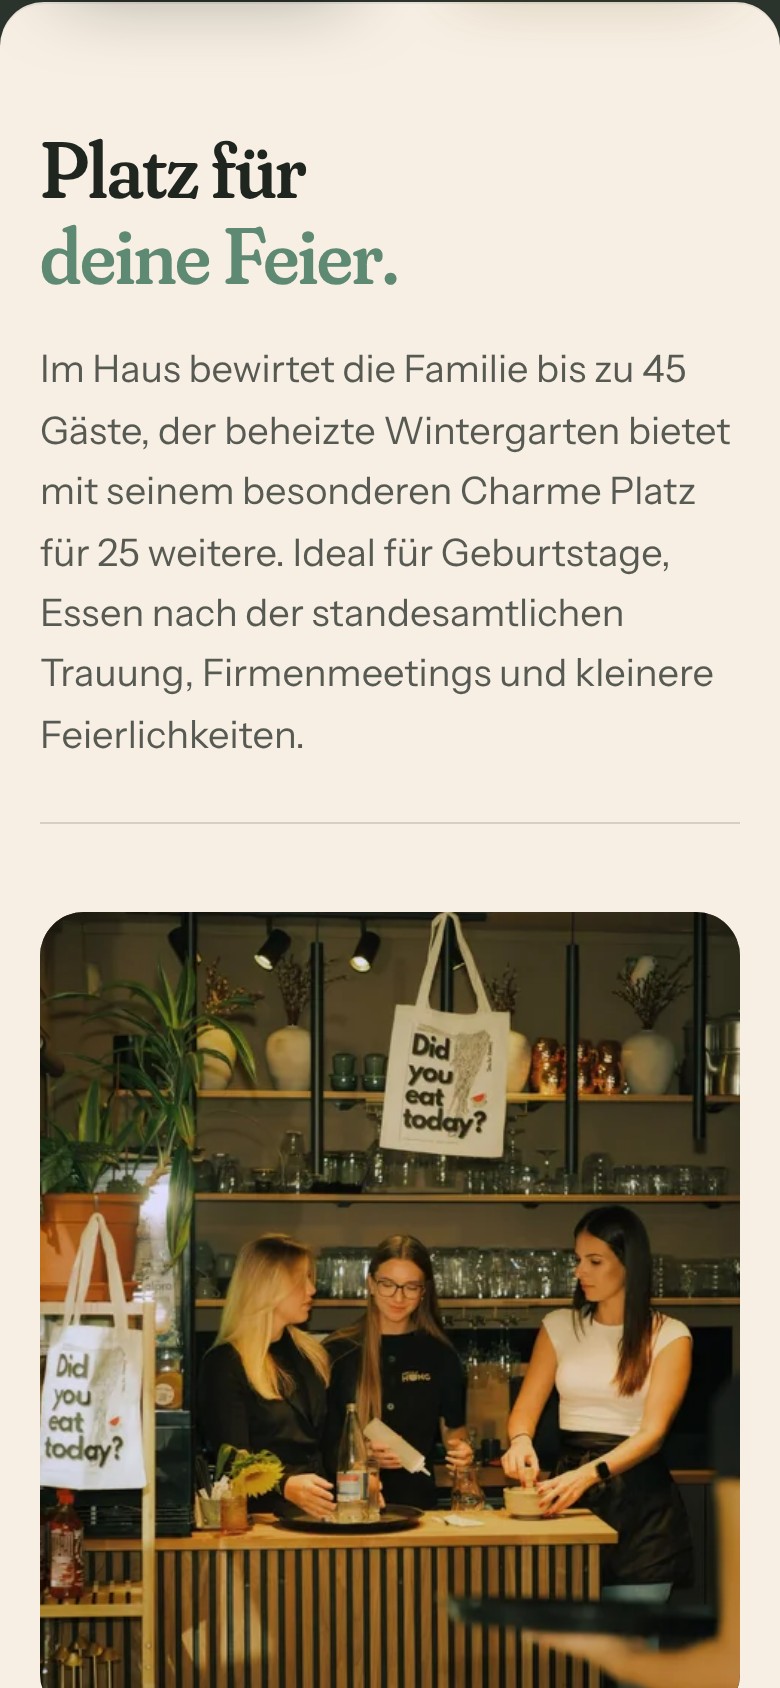 Platz für
deine Feier.
Im Haus bewirtet die Familie bis zu 45
Gäste, der beheizte Wintergarten bietet
mit seinem besonderen Charme Platz
für 25 weitere. Ideal für Geburtstage,
Essen nach der standesamtlichen
Trauung, Firmenmeetings und kleinere
Feierlichkeiten.
Did
you
eat
today?
Did
you
eat
today?
HUNG